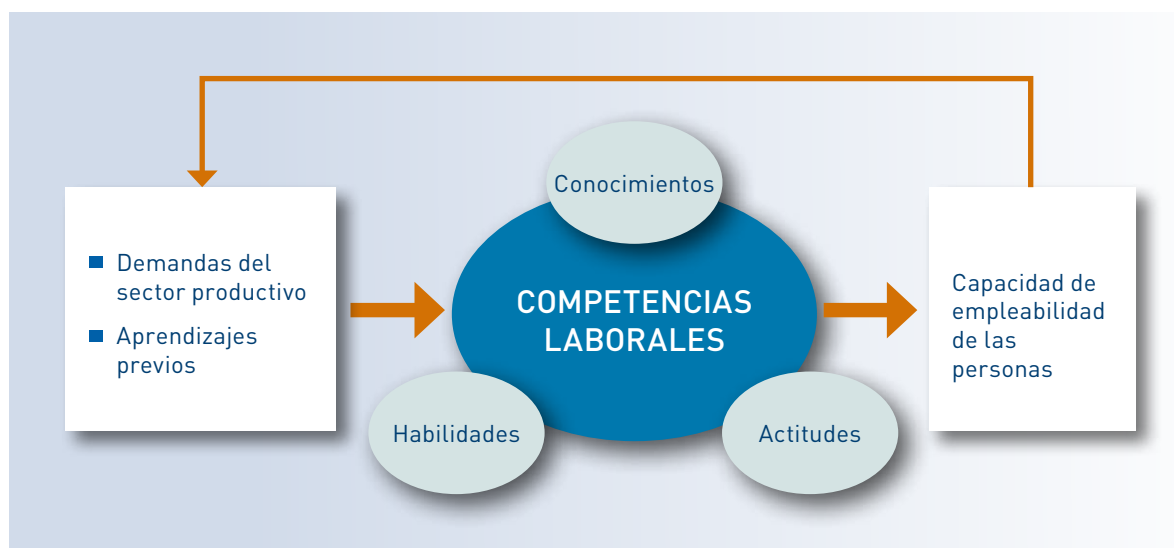 Conocimientos
Demandas del
sector productivo
Aprendizajes
previos
COMPETENCIAS
LABORALES
Capacidad de
empleabilidad
de las
personas
Habilidades
Actitudes